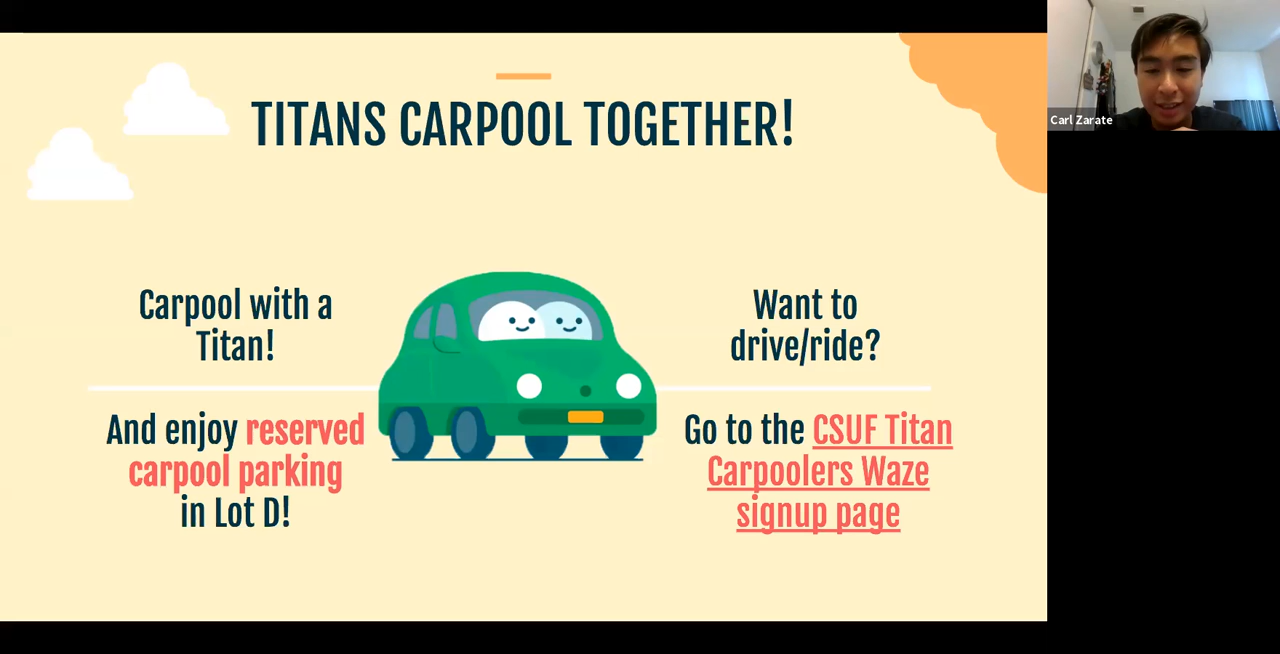 TITANS CARPOOL TOGETHER!
Carpool with a
Titan!
And enjoy reserved
carpool parking
in Lot D!
Want to
drive/ride?
Go to the CSUF Titan
Carpoolers Waze
signup page
Carl Zarate